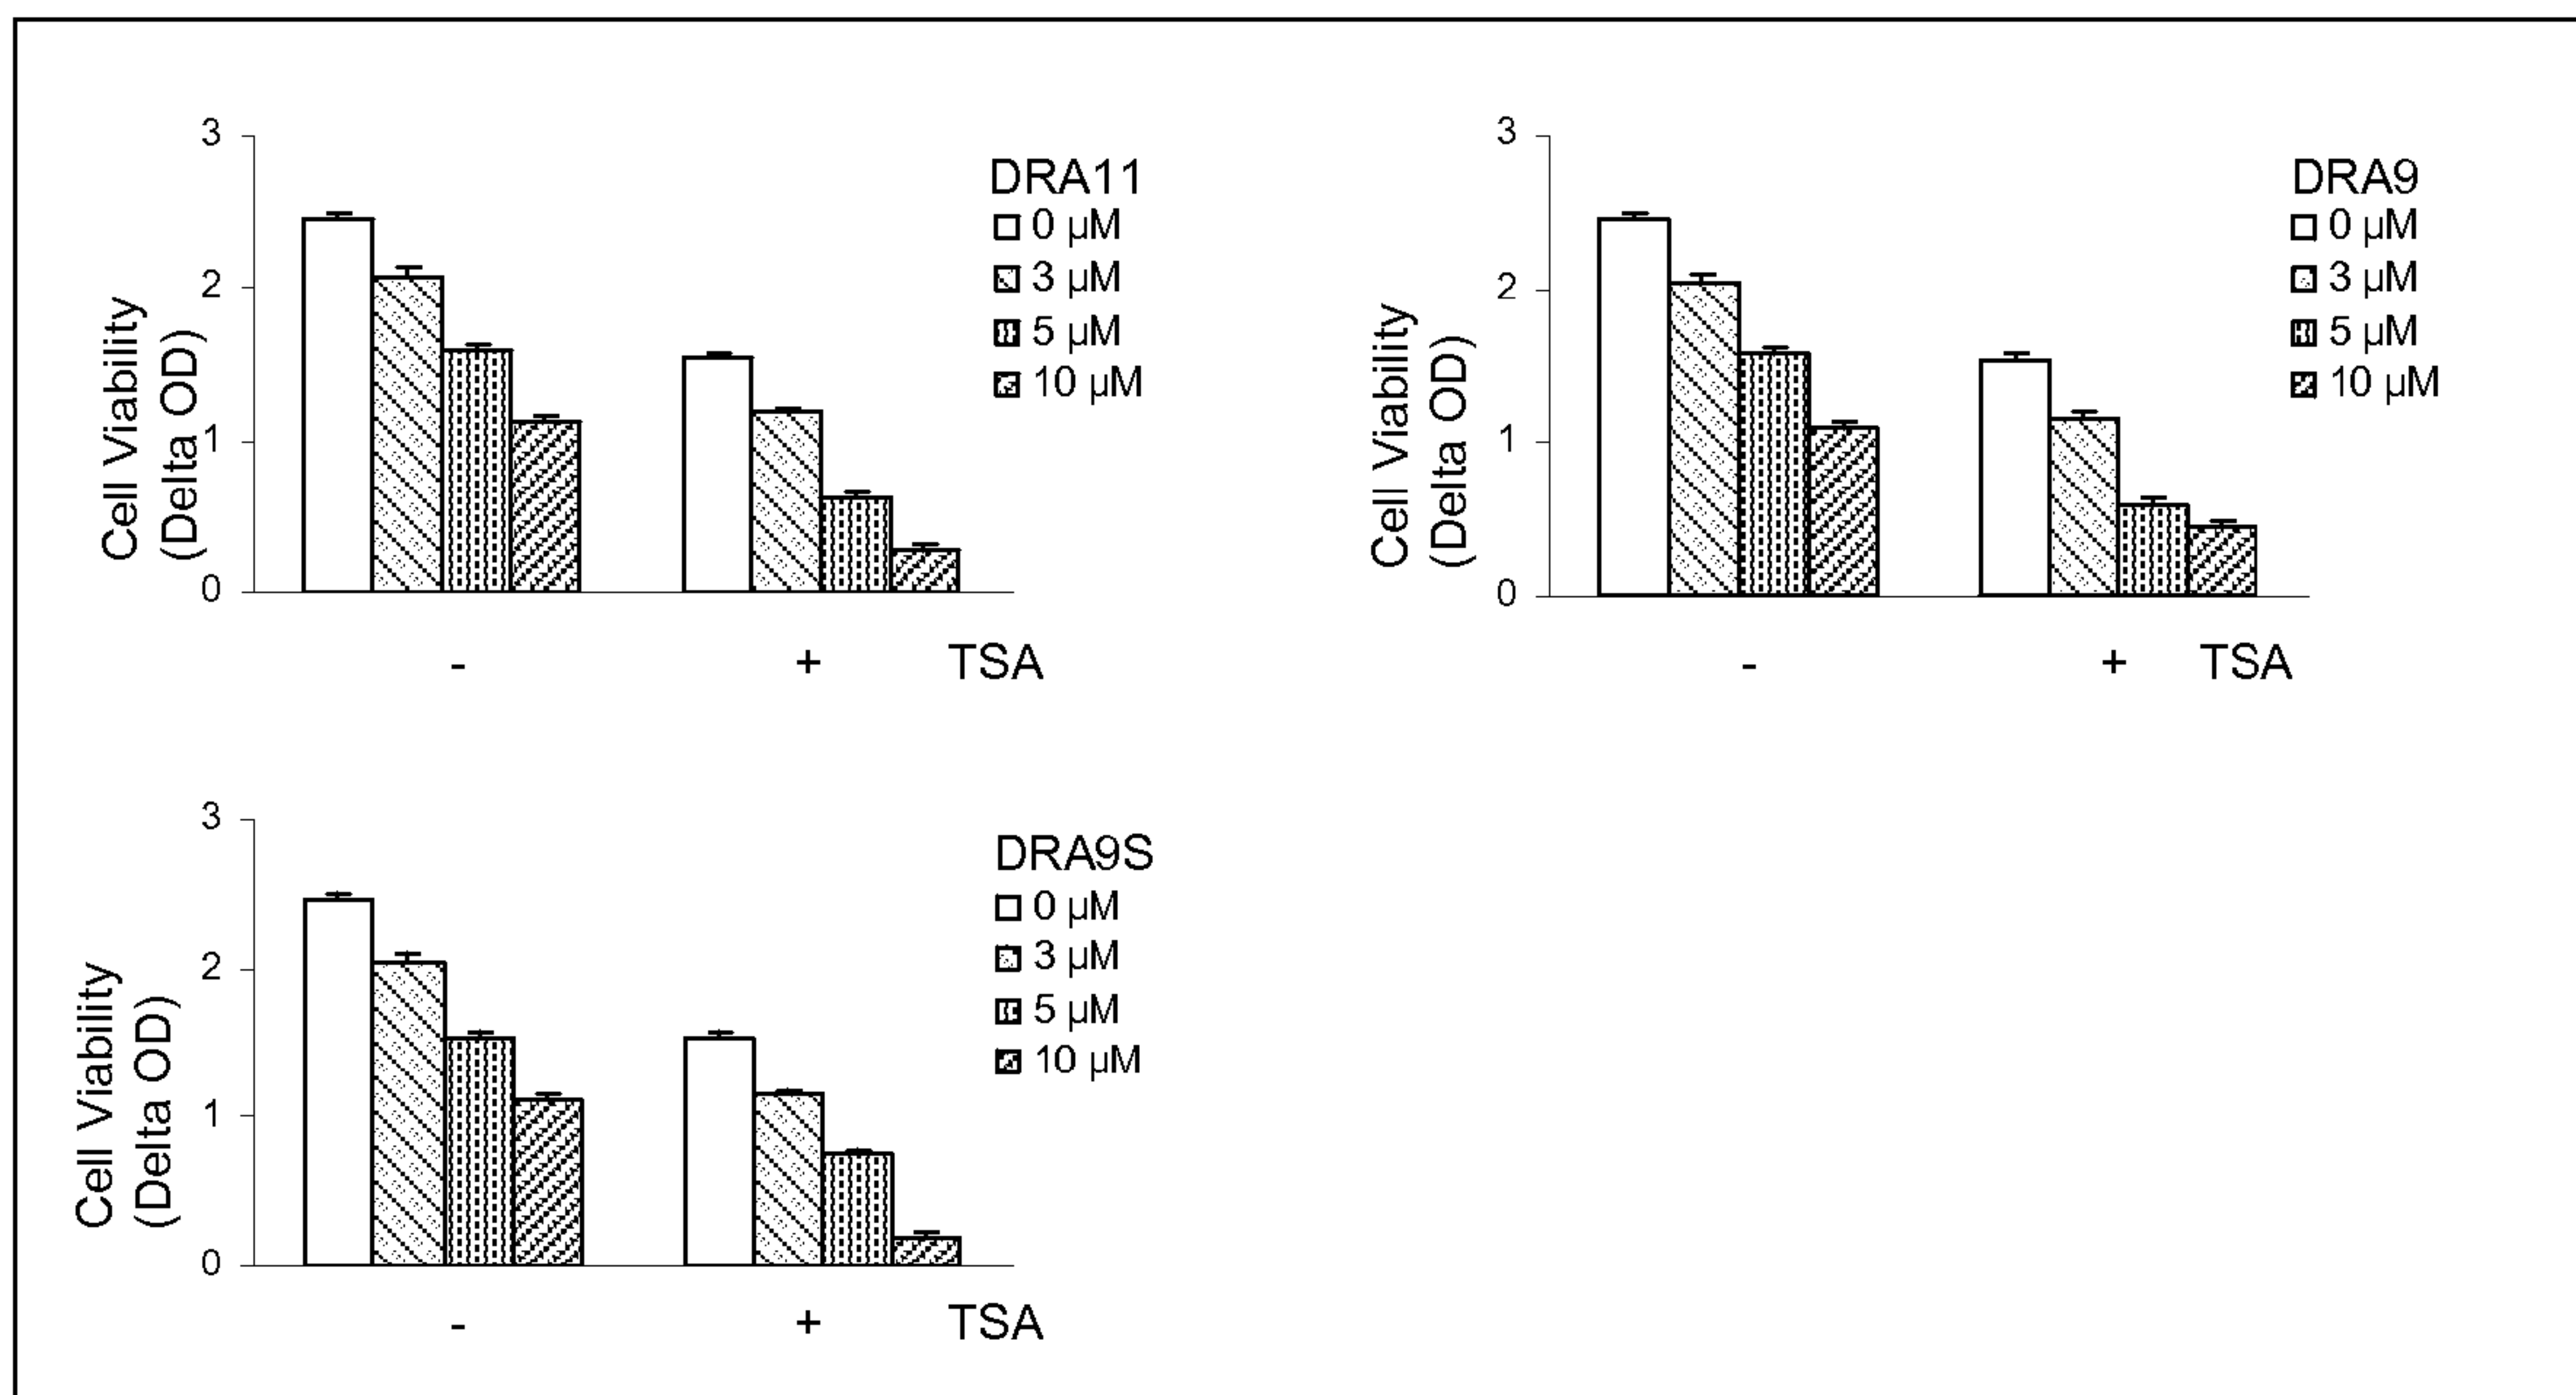 Cell Viability
(Delta OD)
3
2
1
0
DRA11
0 µM
3 µM
5 µM
10 µM
- + TSA
Cell Viability
(Delta OD)
3
2
1
0
DRA9
0 µM
3 µM
5 µM
10 µM
- + TSA
Cell Viability
(Delta OD)
3
2
1
0
DRA9S
0 µM
3 µM
5 µM
10 µM
- + TSA